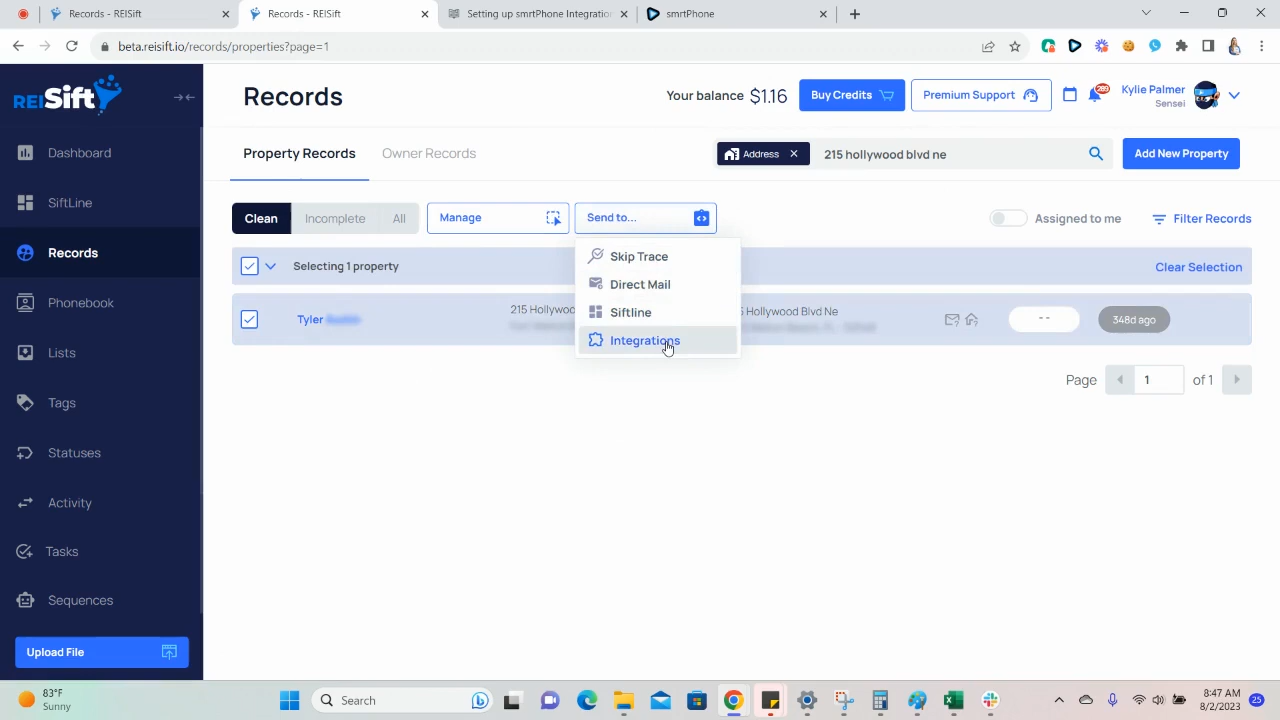 Records - REISift
Records - REISift
Setting up smrtPhone Integration
smrtPhone
beta.reisift.io/records/properties?page=1
REISift
Records
Your balance $1.16
Buy Credits
Premium Support
289
Kylie Palmer
Sensei
Dashboard
SiftLine
Records
Phonebook
Lists
Tags
Statuses
Activity
Tasks
Sequences
Upload File
Property Records
Owner Records
Address
215 hollywood blvd ne
Add New Property
Clean
Incomplete
All
Manage
Send to...
Assigned to me
Filter Records
Skip Trace
Direct Mail
Siftline
Integrations
Selecting 1 property
Clear Selection
Tyler
215 Hollywoo
Hollywood Blvd Ne
--
348d ago
Page 1 of 1
83°F
Sunny
Search
8:47 AM
8/2/2023
25